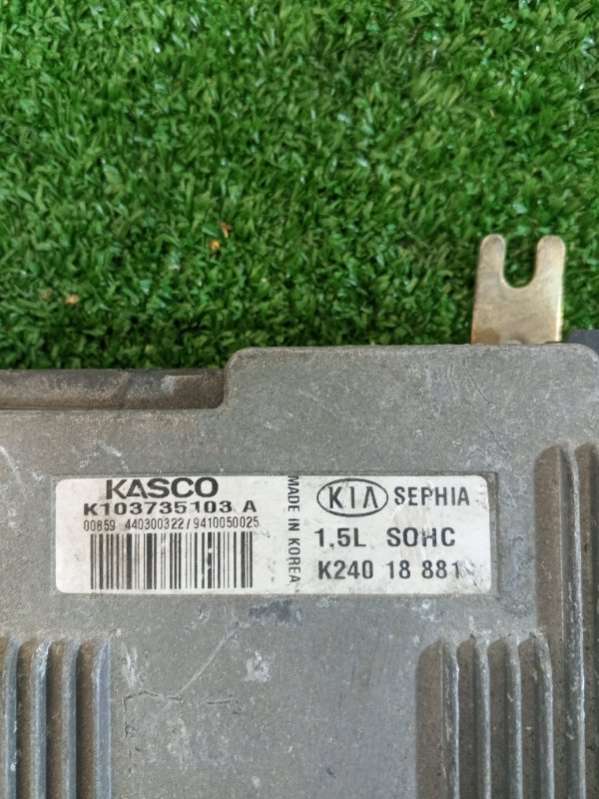 KASCO
K103735103 A
00859 440300322/9410050025
MADE IN KOREA
KIA SEPHIA
1.5L SOHC
K240 18 881